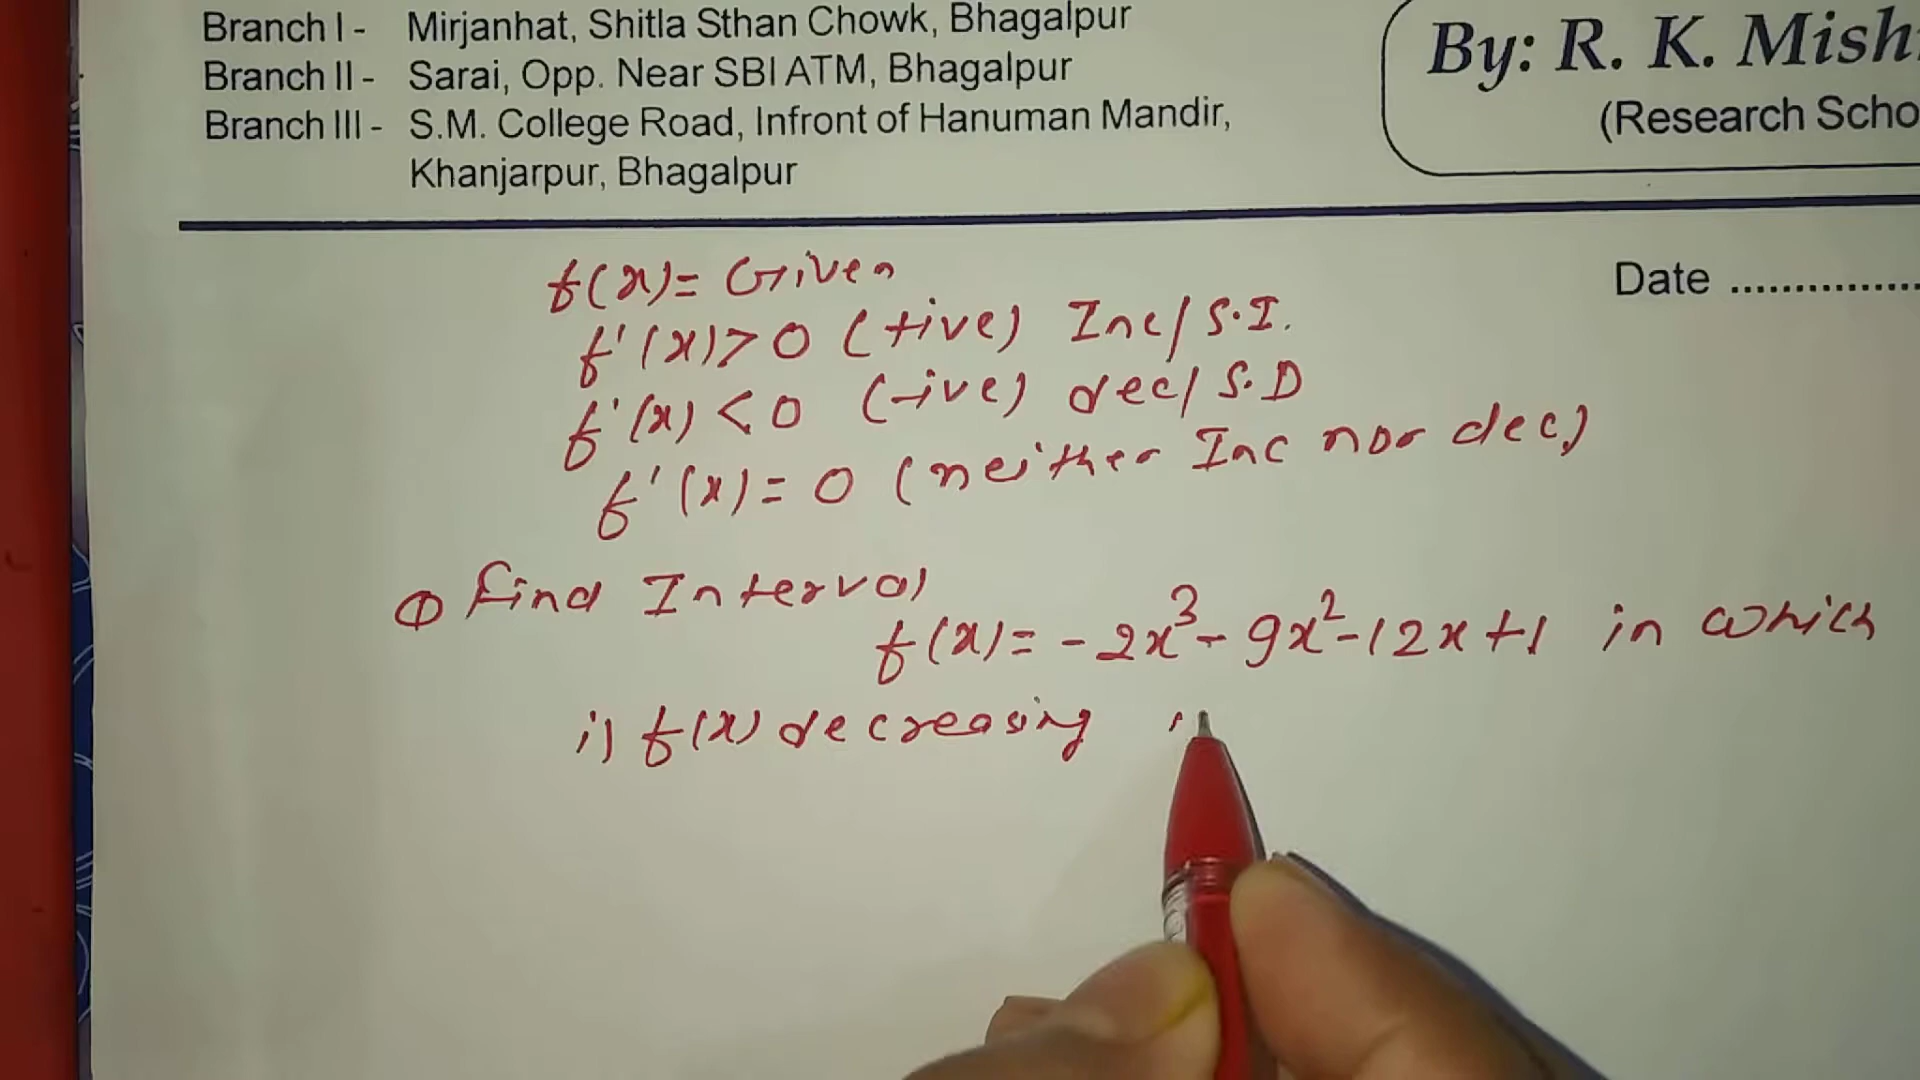 Branch I - Mirjanhat, Shitla Sthan Chowk, Bhagalpur
Branch II - Sarai, Opp. Near SBI ATM, Bhagalpur
Branch III - S.M. College Road, Infront of Hanuman Mandir,
Khanjarpur, Bhagalpur
By: R. K. Mish
(Research Scho
Date ...............
f(x)= Given
f'(x)>0 (+ive) Inc/S.I.
f'(x)<0 (-ive) dec/S.D
f'(x)=0 (neither Inc nor dec)
① Find Interval
f(x)= -2x³-9x²-12x+1 in which
i) f(x) decreasing